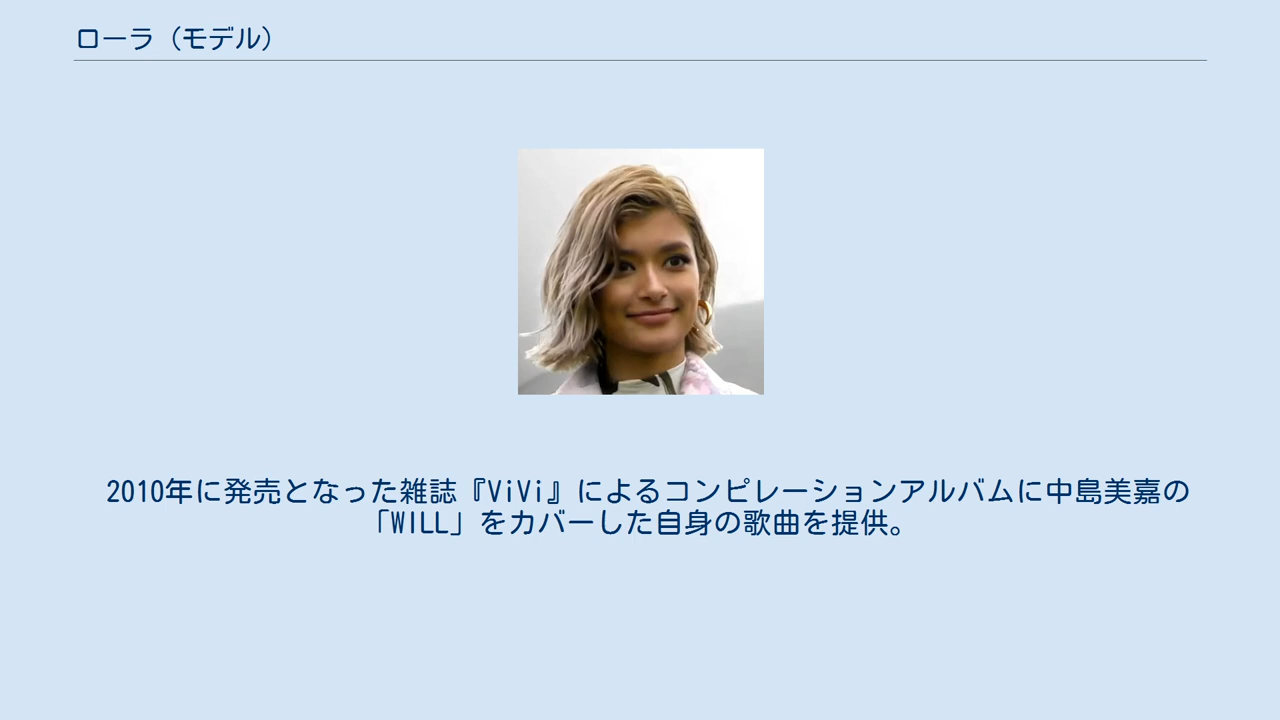 ローラ（モデル）
2010年に発売となった雑誌『ViVi』によるコンピレーションアルバムに中島美嘉の
「WILL」をカバーした自身の歌曲を提供。